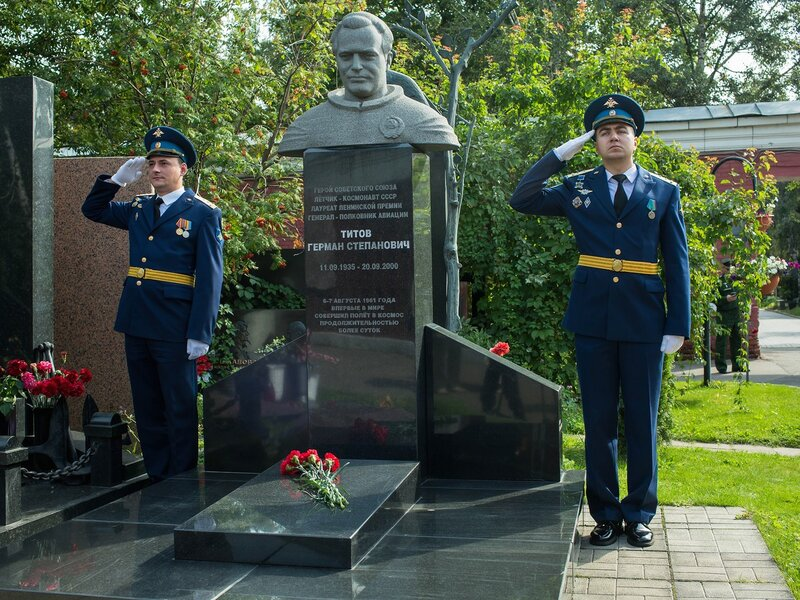 ГЕРОЙ СОВЕТСКОГО СОЮЗА
ЛЕТЧИК - КОСМОНАВТ СССР
ЛАУРЕАТ ЛЕНИНСКОЙ ПРЕМИИ
ГЕНЕРАЛ - ПОЛКОВНИК АВИАЦИИ
ТИТОВ
ГЕРМАН СТЕПАНОВИЧ
11.09.1935 - 20.09.2000
6-7 АВГУСТА 1961 ГОДА
ВПЕРВЫЕ В МИРЕ
СОВЕРШИЛ ПОЛЁТ В КОСМОС
ПРОДОЛЖИТЕЛЬНОСТЬЮ
БОЛЕЕ СУТОК